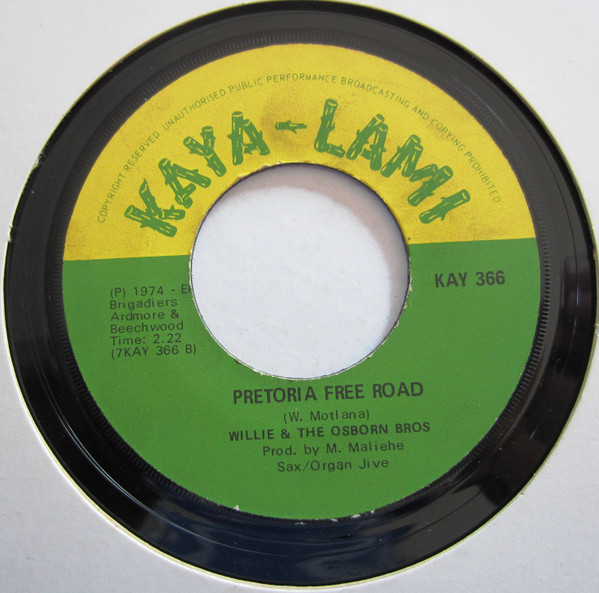 COPYRIGHT RESERVED. UNAUTHORISED PUBLIC PERFORMANCE BROADCASTING AND COPYING PROHIBITED
KAYA-LAMI
KAY 366
(P) 1974 -
Brigadiers
Ardmore &
Beechwood
Time: 2.22
(7KAY 366 B)
PRETORIA FREE ROAD
(W. Motlana)
WILLIE & THE OSBORN BROS
Prod. by M. Maliehe
Sax/Organ Jive